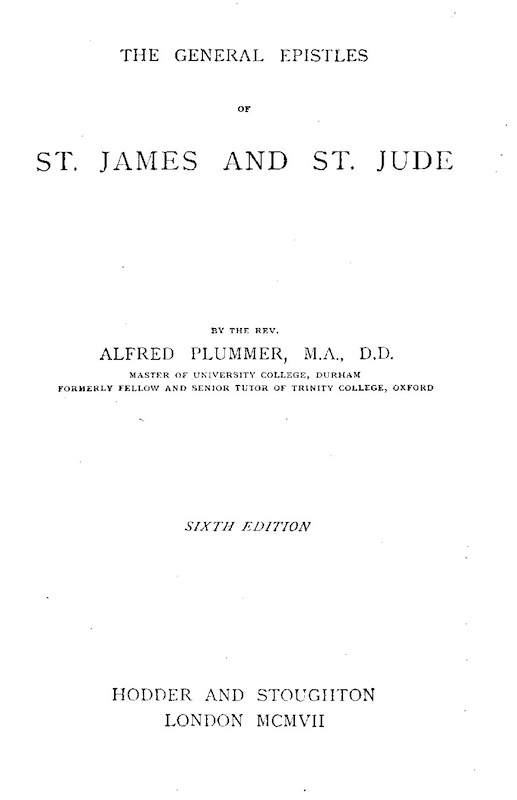 THE GENERAL EPISTLES
OF
ST. JAMES AND ST. JUDE
BY THE REV.
ALFRED PLUMMER, M.A., D.D.
MASTER OF UNIVERSITY COLLEGE, DURHAM
FORMERLY FELLOW AND SENIOR TUTOR OF TRINITY COLLEGE, OXFORD
SIXTH EDITION
HODDER AND STOUGHTON
LONDON MCMVII